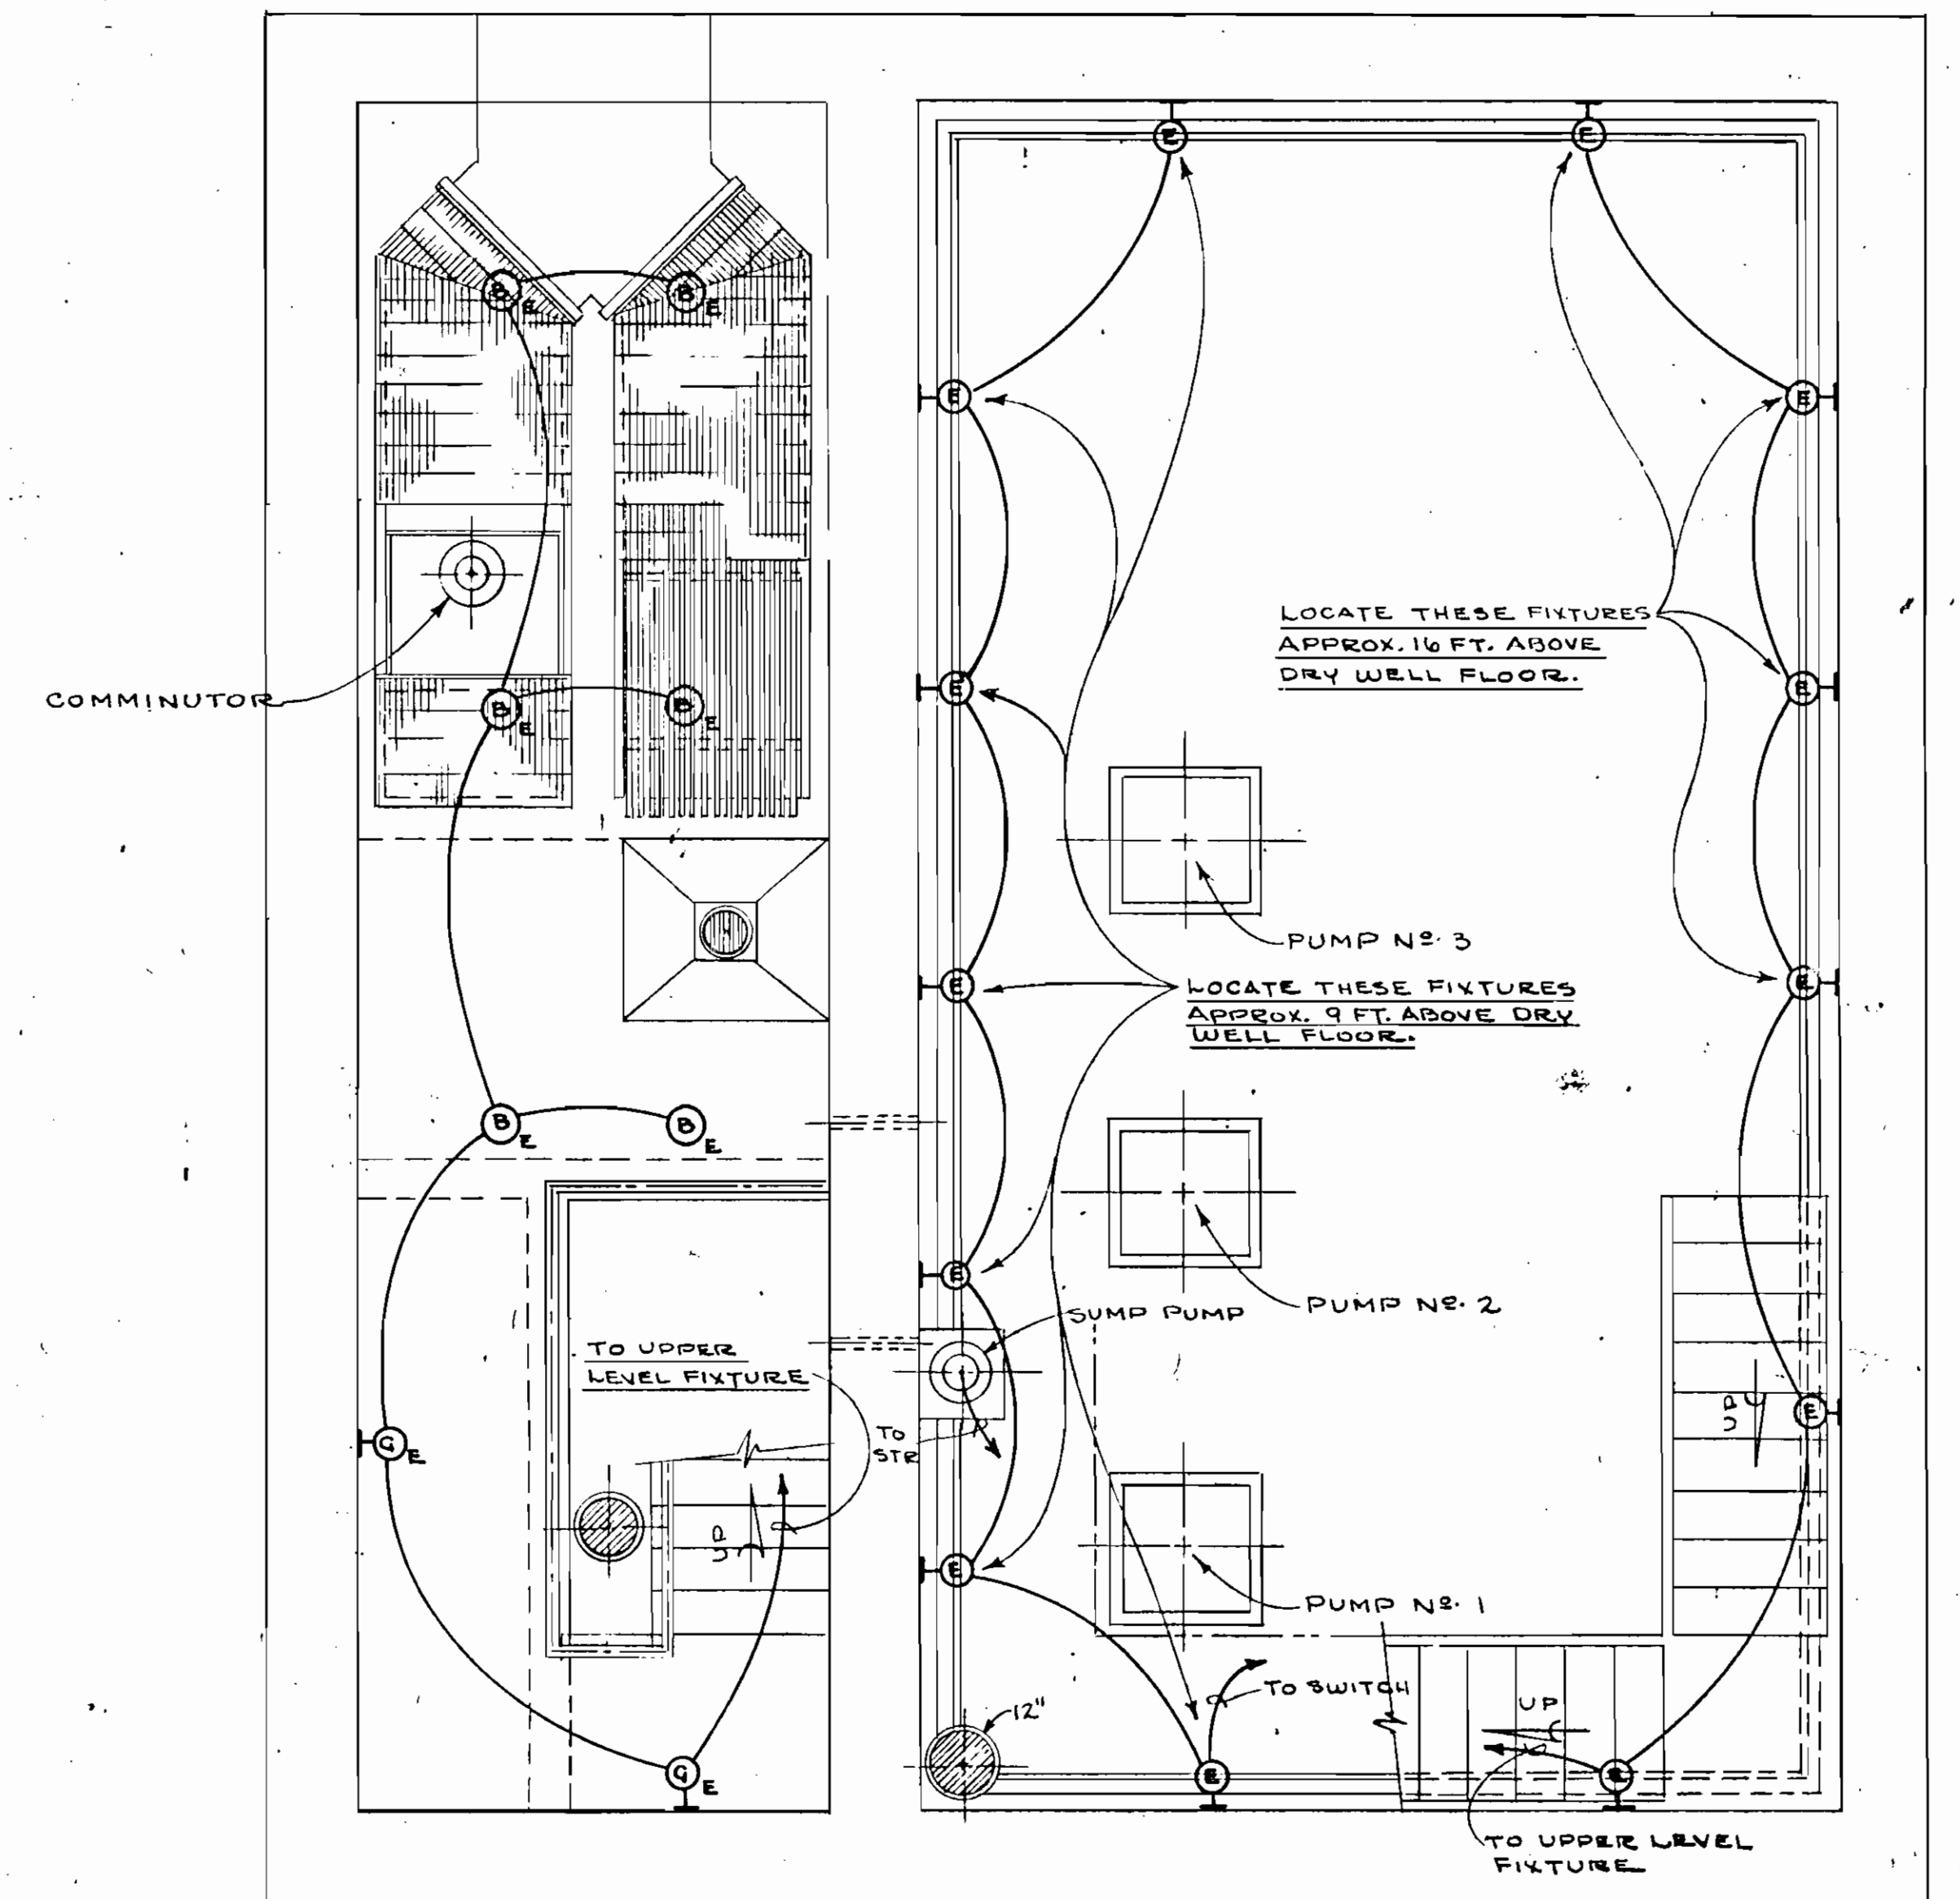 E
E
B
E
B
E
E
E
LOCATE THESE FIXTURES
APPROX. 16 FT. ABOVE
DRY WELL FLOOR.
COMMINUTOR
B
E
B
E
E
E
PUMP Nº. 3
E
E
LOCATE THESE FIXTURES
APPROX. 9 FT. ABOVE DRY
WELL FLOOR.
B
E
B
E
E
SUMP PUMP
PUMP Nº. 2
TO UPPER
LEVEL FIXTURE
TO
STR
UP
E
G
E
UP
E
PUMP Nº. 1
TO SWITCH
12"
UP
G
E
E
E
TO UPPER LEVEL
FIXTURE